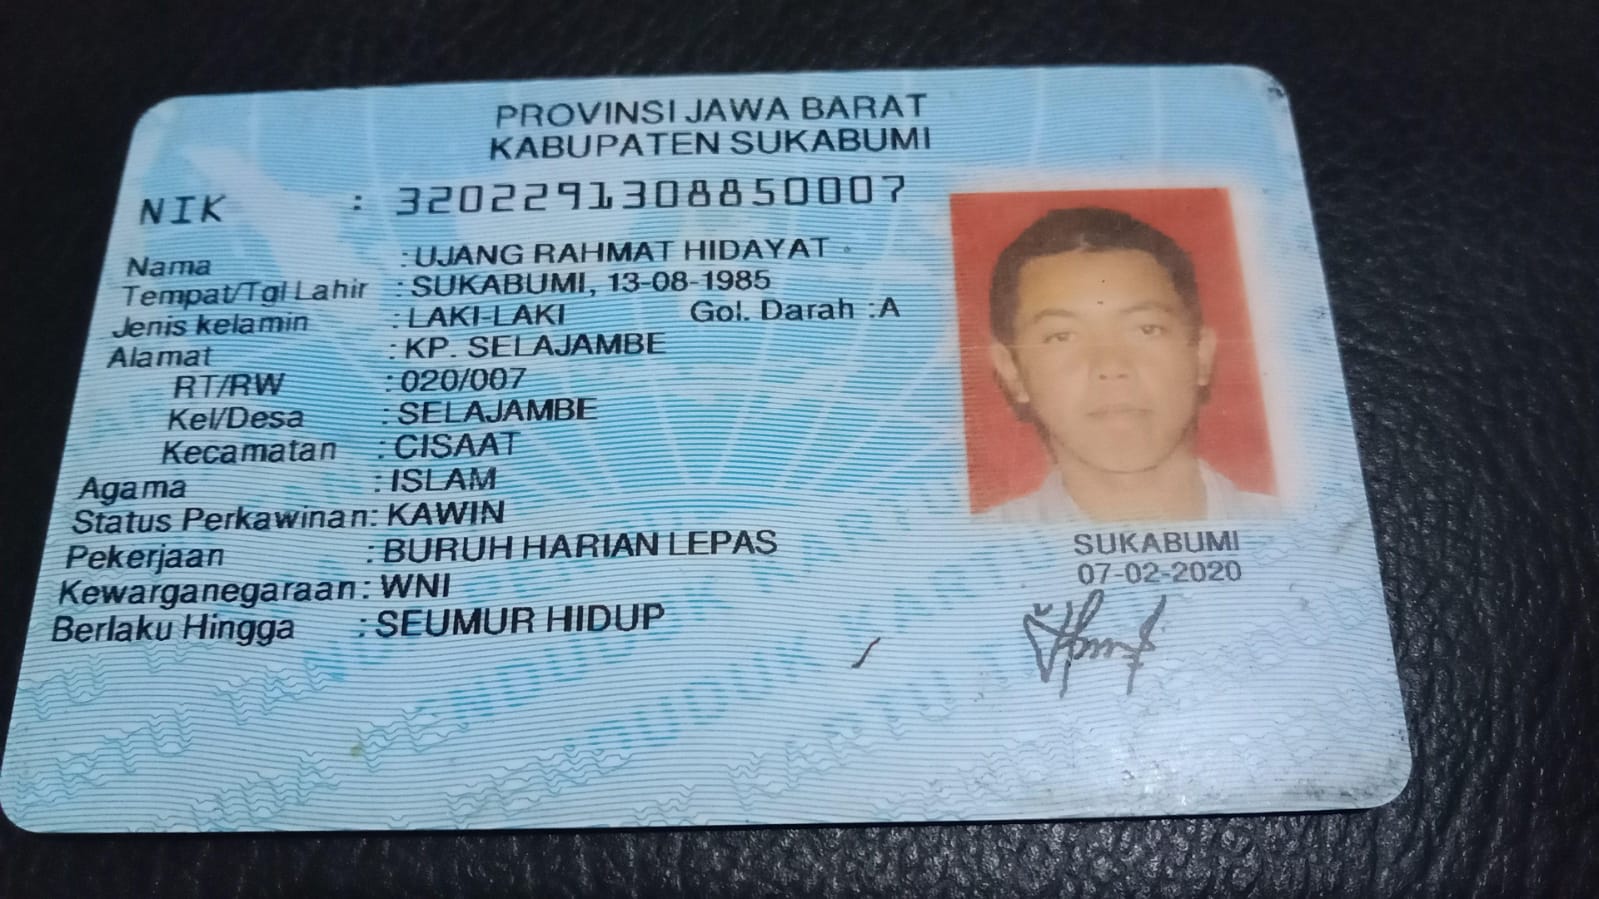 PROVINSI JAWA BARAT
KABUPATEN SUKABUMI
NIK : 3202291308850007
Nama : UJANG RAHMAT HIDAYAT
Tempat/Tgl Lahir : SUKABUMI, 13-08-1985
Jenis kelamin : LAKI-LAKI Gol. Darah : A
Alamat : KP. SELAJAMBE
RT/RW : 020/007
Kel/Desa : SELAJAMBE
Kecamatan : CISAAT
Agama : ISLAM
Status Perkawinan: KAWIN
Pekerjaan : BURUH HARIAN LEPAS
Kewarganegaraan: WNI
Berlaku Hingga : SEUMUR HIDUP
SUKABUMI
07-02-2020